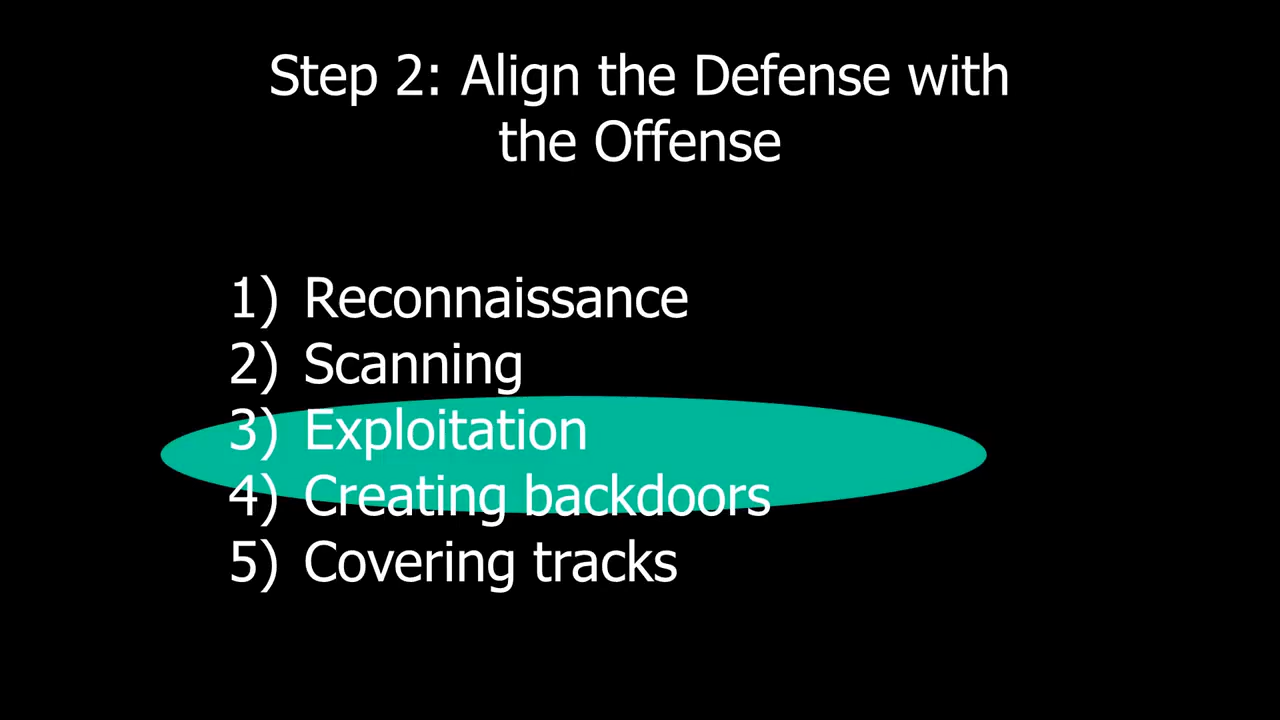 Step 2: Align the Defense with
the Offense
1) Reconnaissance
2) Scanning
3) Exploitation
4) Creating backdoors
5) Covering tracks